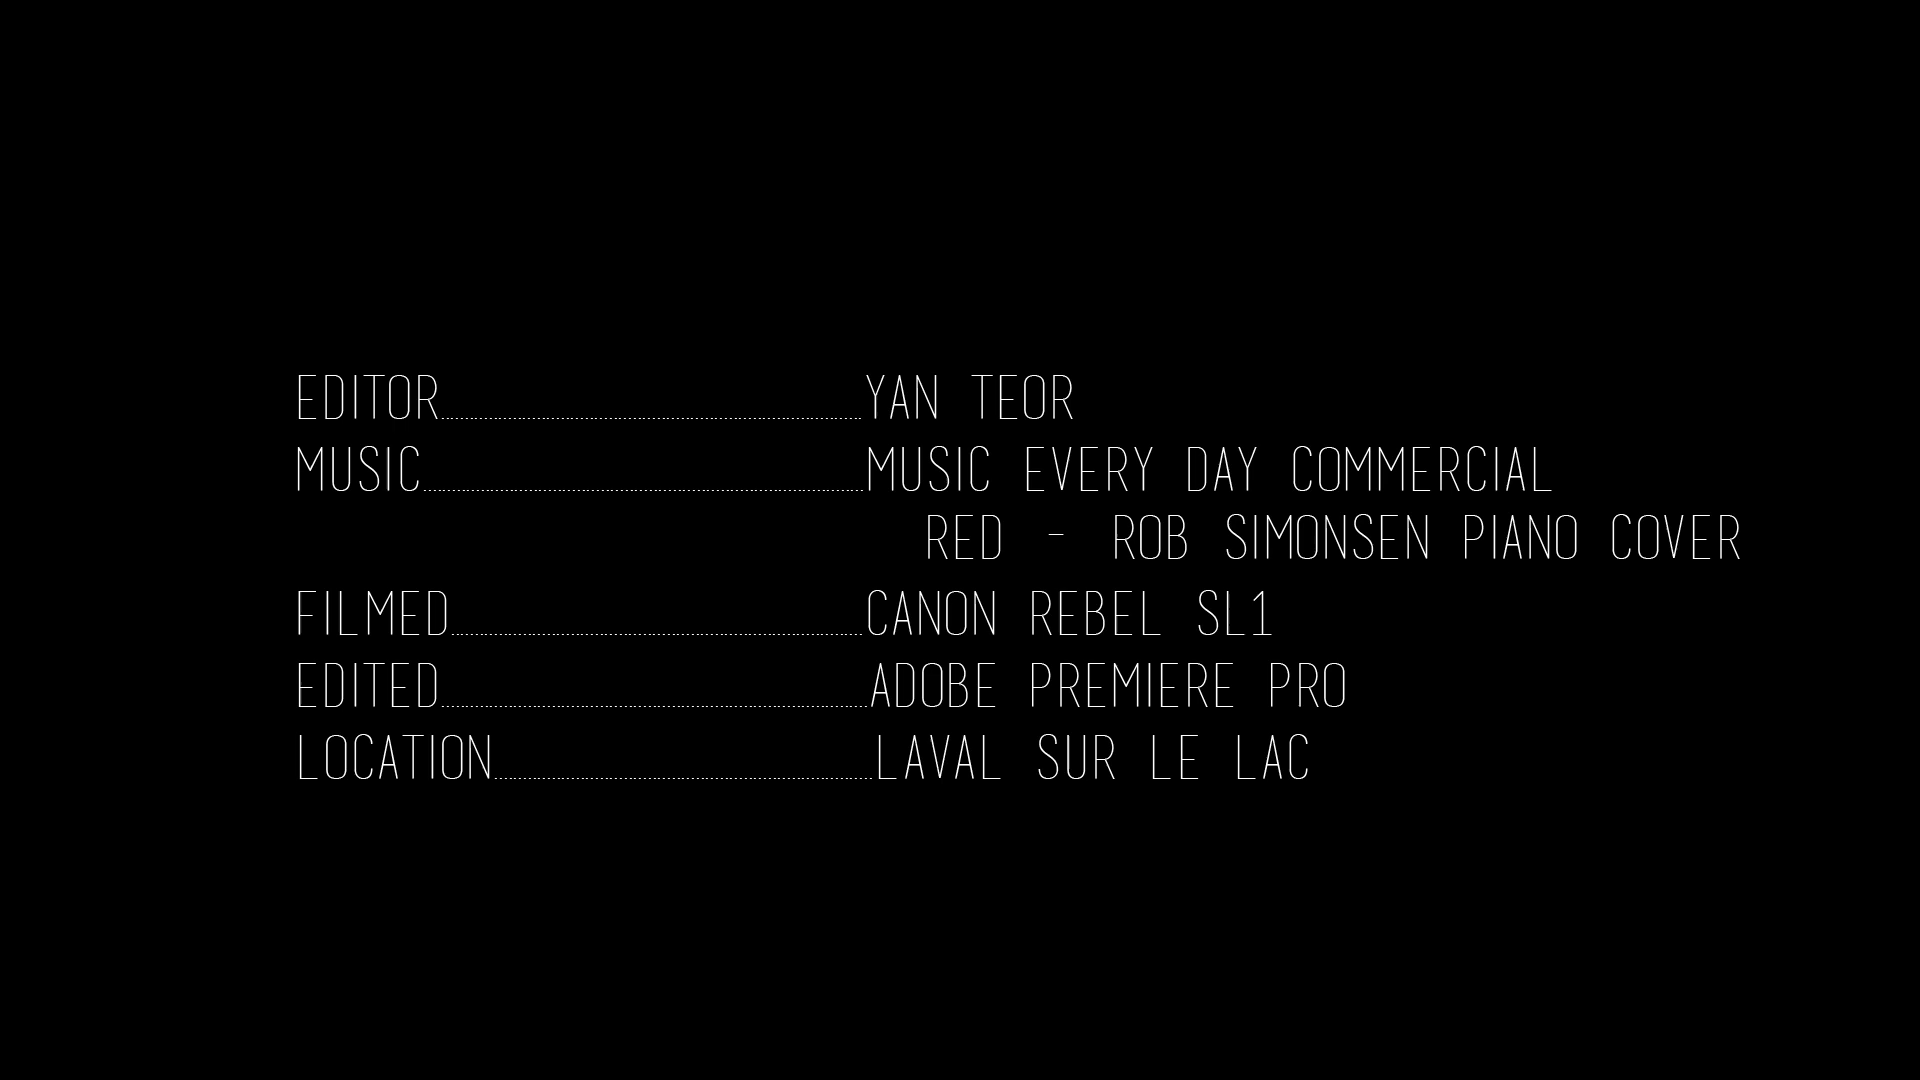 EDITOR..............................YAN TEOR
MUSIC..............................MUSIC EVERY DAY COMMERCIAL
RED - ROB SIMONSEN PIANO COVER
FILMED..............................CANON REBEL SL1
EDITED..............................ADOBE PREMIERE PRO
LOCATION..............................LAVAL SUR LE LAC